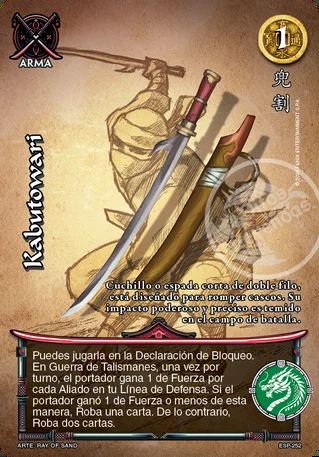 ARMA
1
兜
割
Kabutowari
Cuchillo o espada corta de doble filo,
está diseñado para romper cascos. Su
impacto poderoso y preciso es temido
en el campo de batalla.
Puedes jugarla en la Declaración de Bloqueo.
En Guerra de Talismanes, una vez por
turno, el portador gana 1 de Fuerza por
cada Aliado en tu Línea de Defensa. Si el
portador ganó 1 de Fuerza o menos de esta
manera, Roba una carta. De lo contrario,
Roba dos cartas.
ARTE· RAY OF SAND
ESP-252